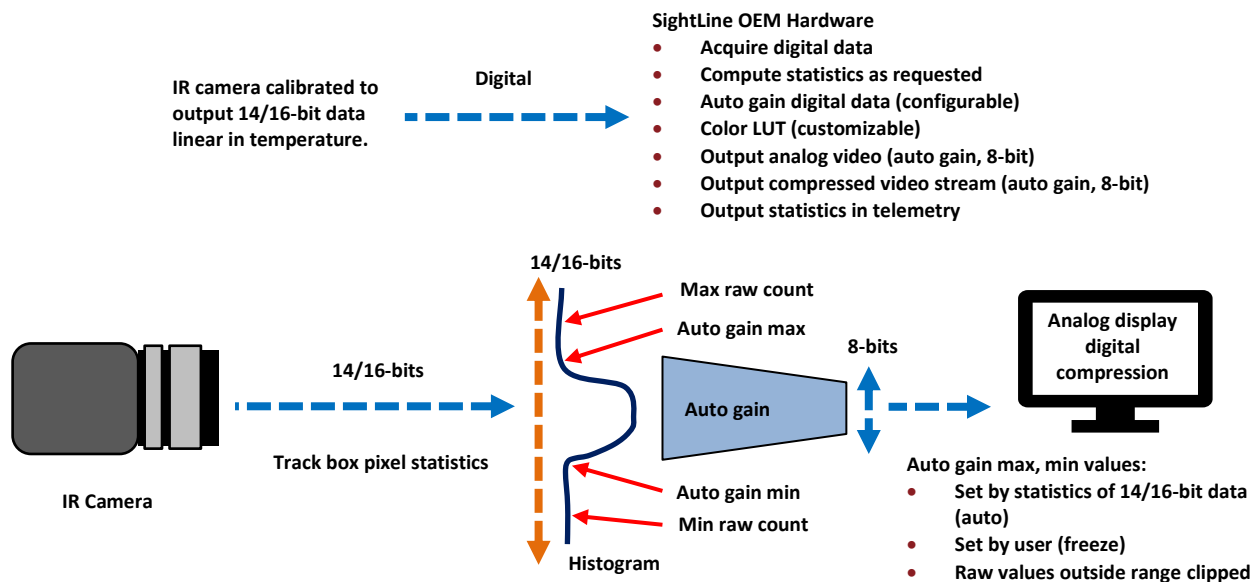 SightLine OEM Hardware
• Acquire digital data
• Compute statistics as requested
• Auto gain digital data (configurable)
• Color LUT (customizable)
• Output analog video (auto gain, 8-bit)
• Output compressed video stream (auto gain, 8-bit)
• Output statistics in telemetry
IR camera calibrated to
output 14/16-bit data
linear in temperature.
Digital
14/16-bits
Max raw count
Auto gain max
14/16-bits
Track box pixel statistics
IR Camera
Auto gain
8-bits
Analog display
digital
compression
Auto gain min
Min raw count
Histogram
Auto gain max, min values:
• Set by statistics of 14/16-bit data
(auto)
• Set by user (freeze)
• Raw values outside range clipped